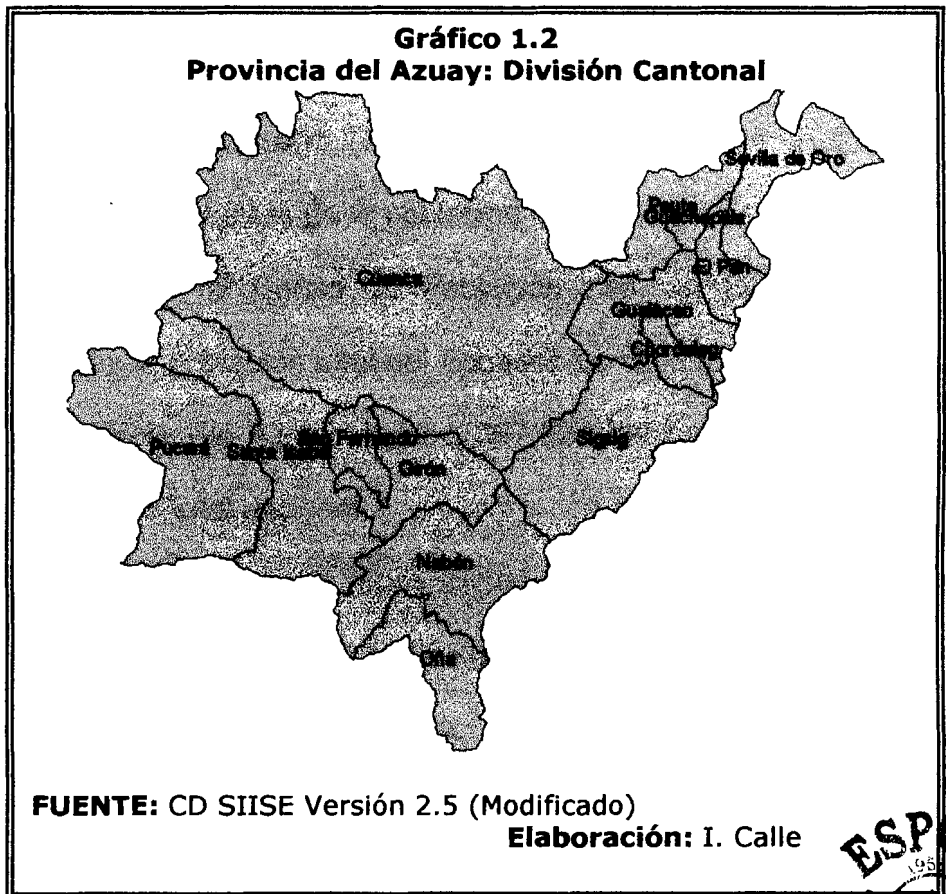 Gráfico 1.2
Provincia del Azuay: División Cantonal
Sevilla de Oro
Paute
Guachapala
El Pan
Cuenca
Gualaceo
Chordeleg
Pucará
Santa Isabel
San Fernando
Girón
Sigsig
Nabón
Oña
FUENTE: CD SIISE Versión 2.5 (Modificado)
Elaboración: I. Calle
ESP
195